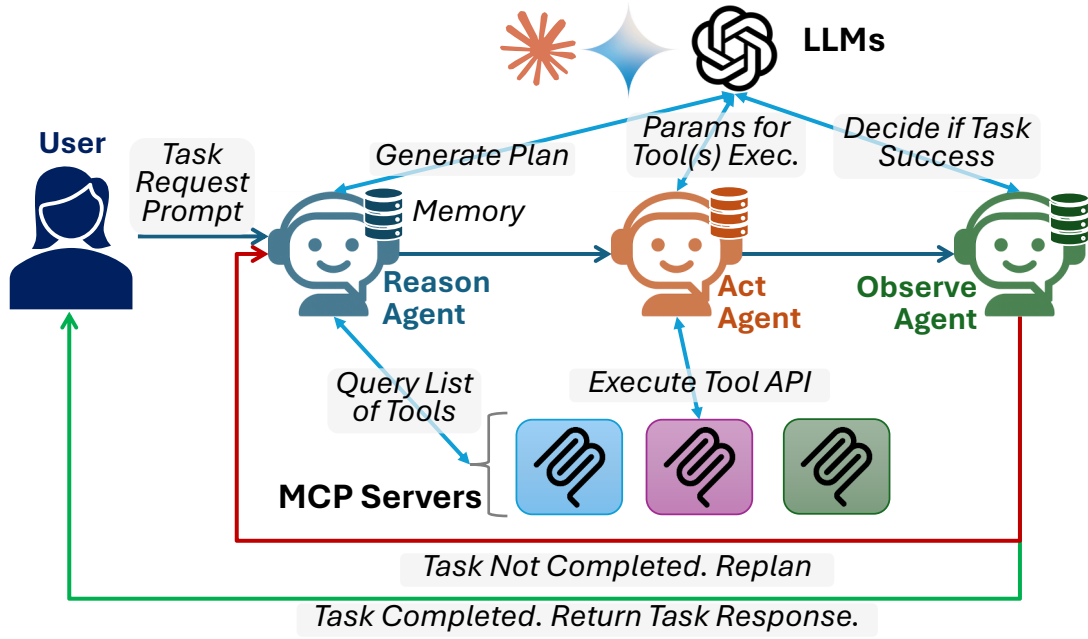 LLMs
User
Task
Request
Prompt
Generate Plan
Params for
Tool(s) Exec.
Decide if Task
Success
Memory
Reason
Agent
Act
Agent
Observe
Agent
Query List
of Tools
Execute Tool API
MCP Servers
Task Not Completed. Replan
Task Completed. Return Task Response.